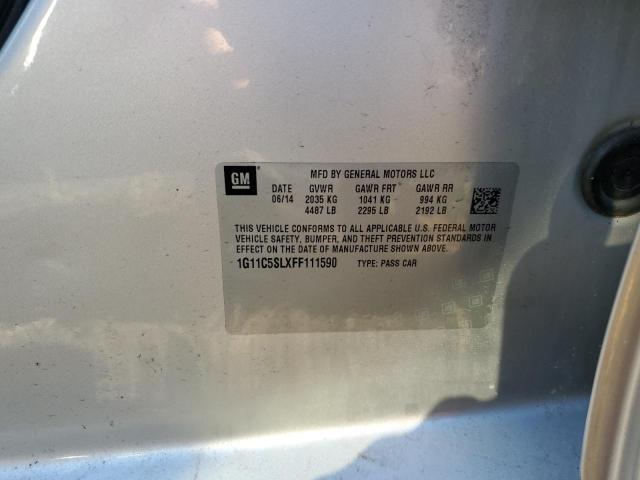 GM
MFD BY GENERAL MOTORS LLC
DATE GVWR GAWR FRT GAWR RR
06/14 2035 KG 1041 KG 994 KG
4487 LB 2295 LB 2192 LB
THIS VEHICLE CONFORMS TO ALL APPLICABLE U.S. FEDERAL MOTOR
VEHICLE SAFETY, BUMPER, AND THEFT PREVENTION STANDARDS IN
EFFECT ON THE DATE OF MANUFACTURE SHOWN ABOVE.
1G11C5SLXFF111590 TYPE: PASS CAR